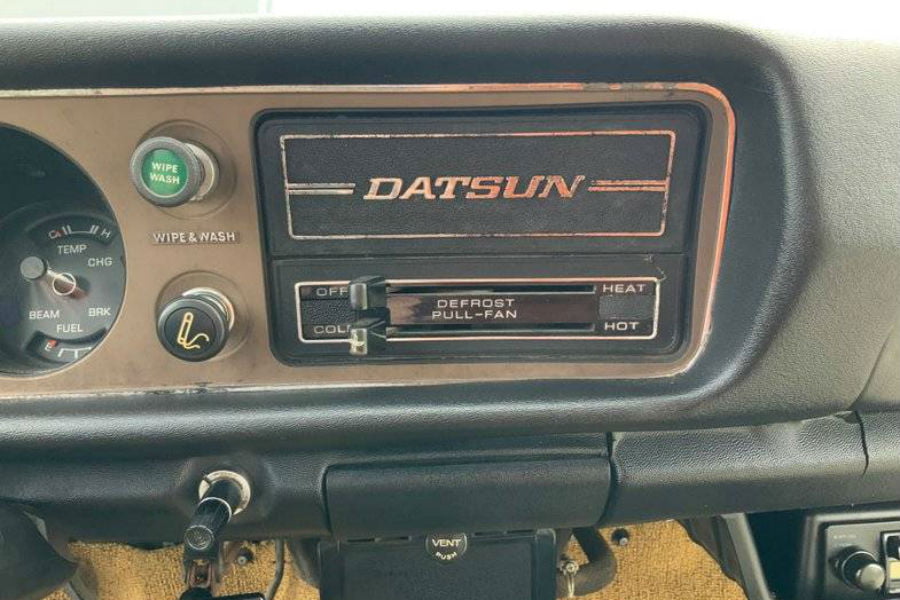 WIPE
WASH
DATSUN
WIPE & WASH
C H
TEMP
CHG
BEAM BRK
FUEL
E
OFF HEAT
DEFROST
PULL-FAN
COLD HOT
VENT
PUSH